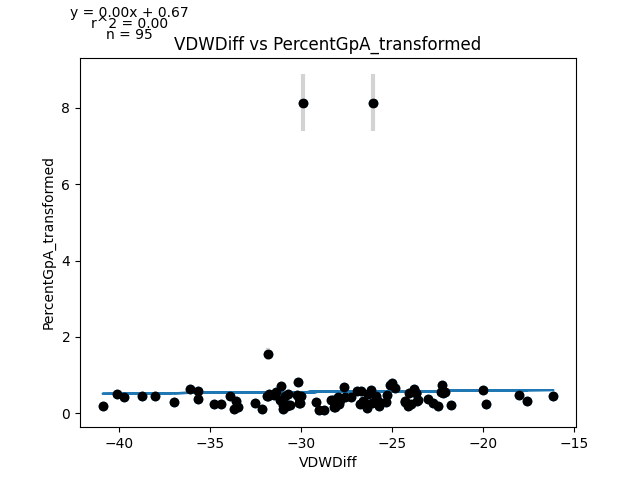 y = 0.00x + 0.67
r^2 = 0.00
n = 95
VDWDiff vs PercentGpA_transformed
PercentGpA_transformed
8
6
4
2
0
−40
−35
−30
−25
−20
−15
VDWDiff